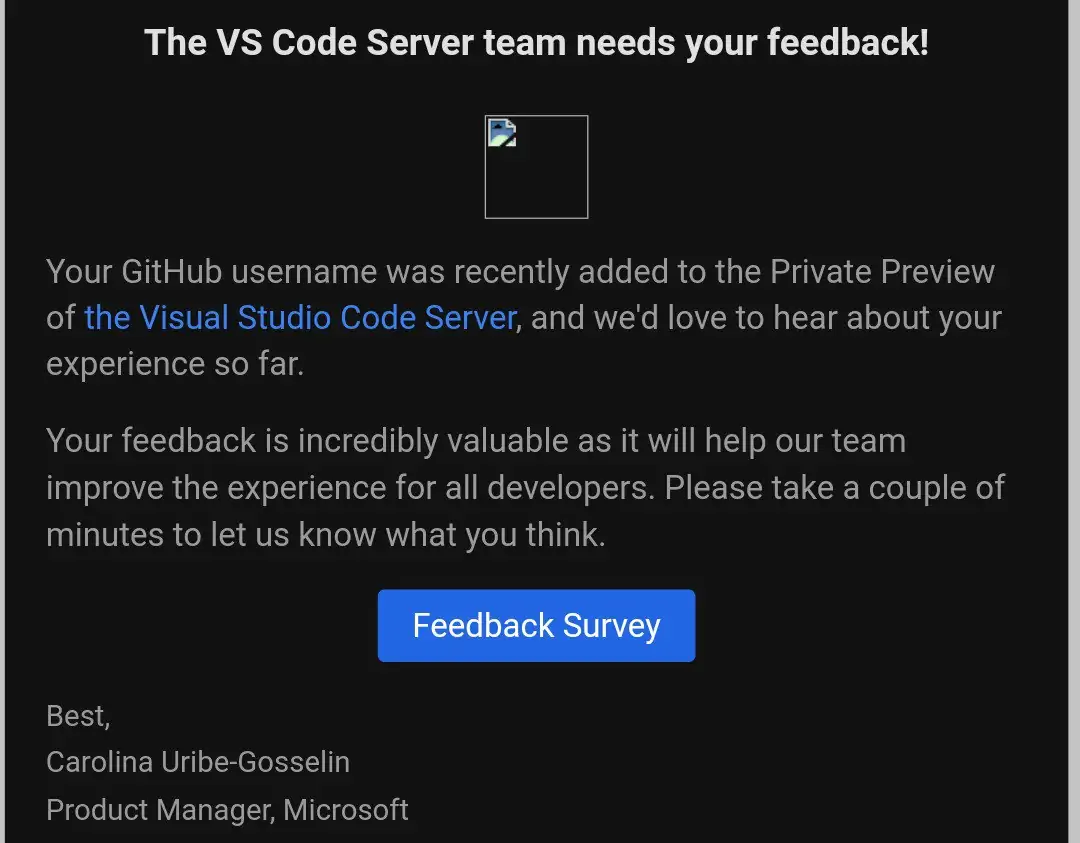 The VS Code Server team needs your feedback!
Your GitHub username was recently added to the Private Preview
of the Visual Studio Code Server, and we'd love to hear about your
experience so far.
Your feedback is incredibly valuable as it will help our team
improve the experience for all developers. Please take a couple of
minutes to let us know what you think.
Feedback Survey
Best,
Carolina Uribe-Gosselin
Product Manager, Microsoft